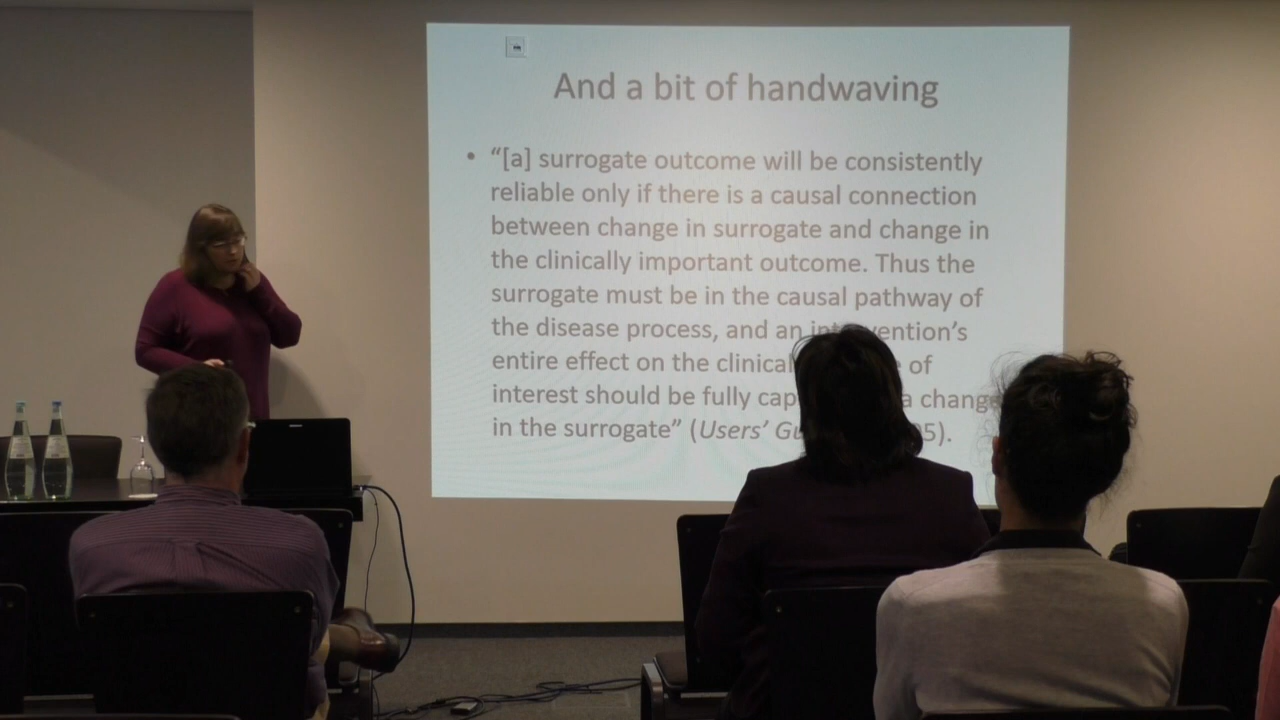 And a bit of handwaving
• “[a] surrogate outcome will be consistently
reliable only if there is a causal connection
between change in surrogate and change in
the clinically important outcome. Thus the
surrogate must be in the causal pathway of
the disease process, and an
entire effect on the clinical of
interest should be fully a change
in the surrogate” (Users’